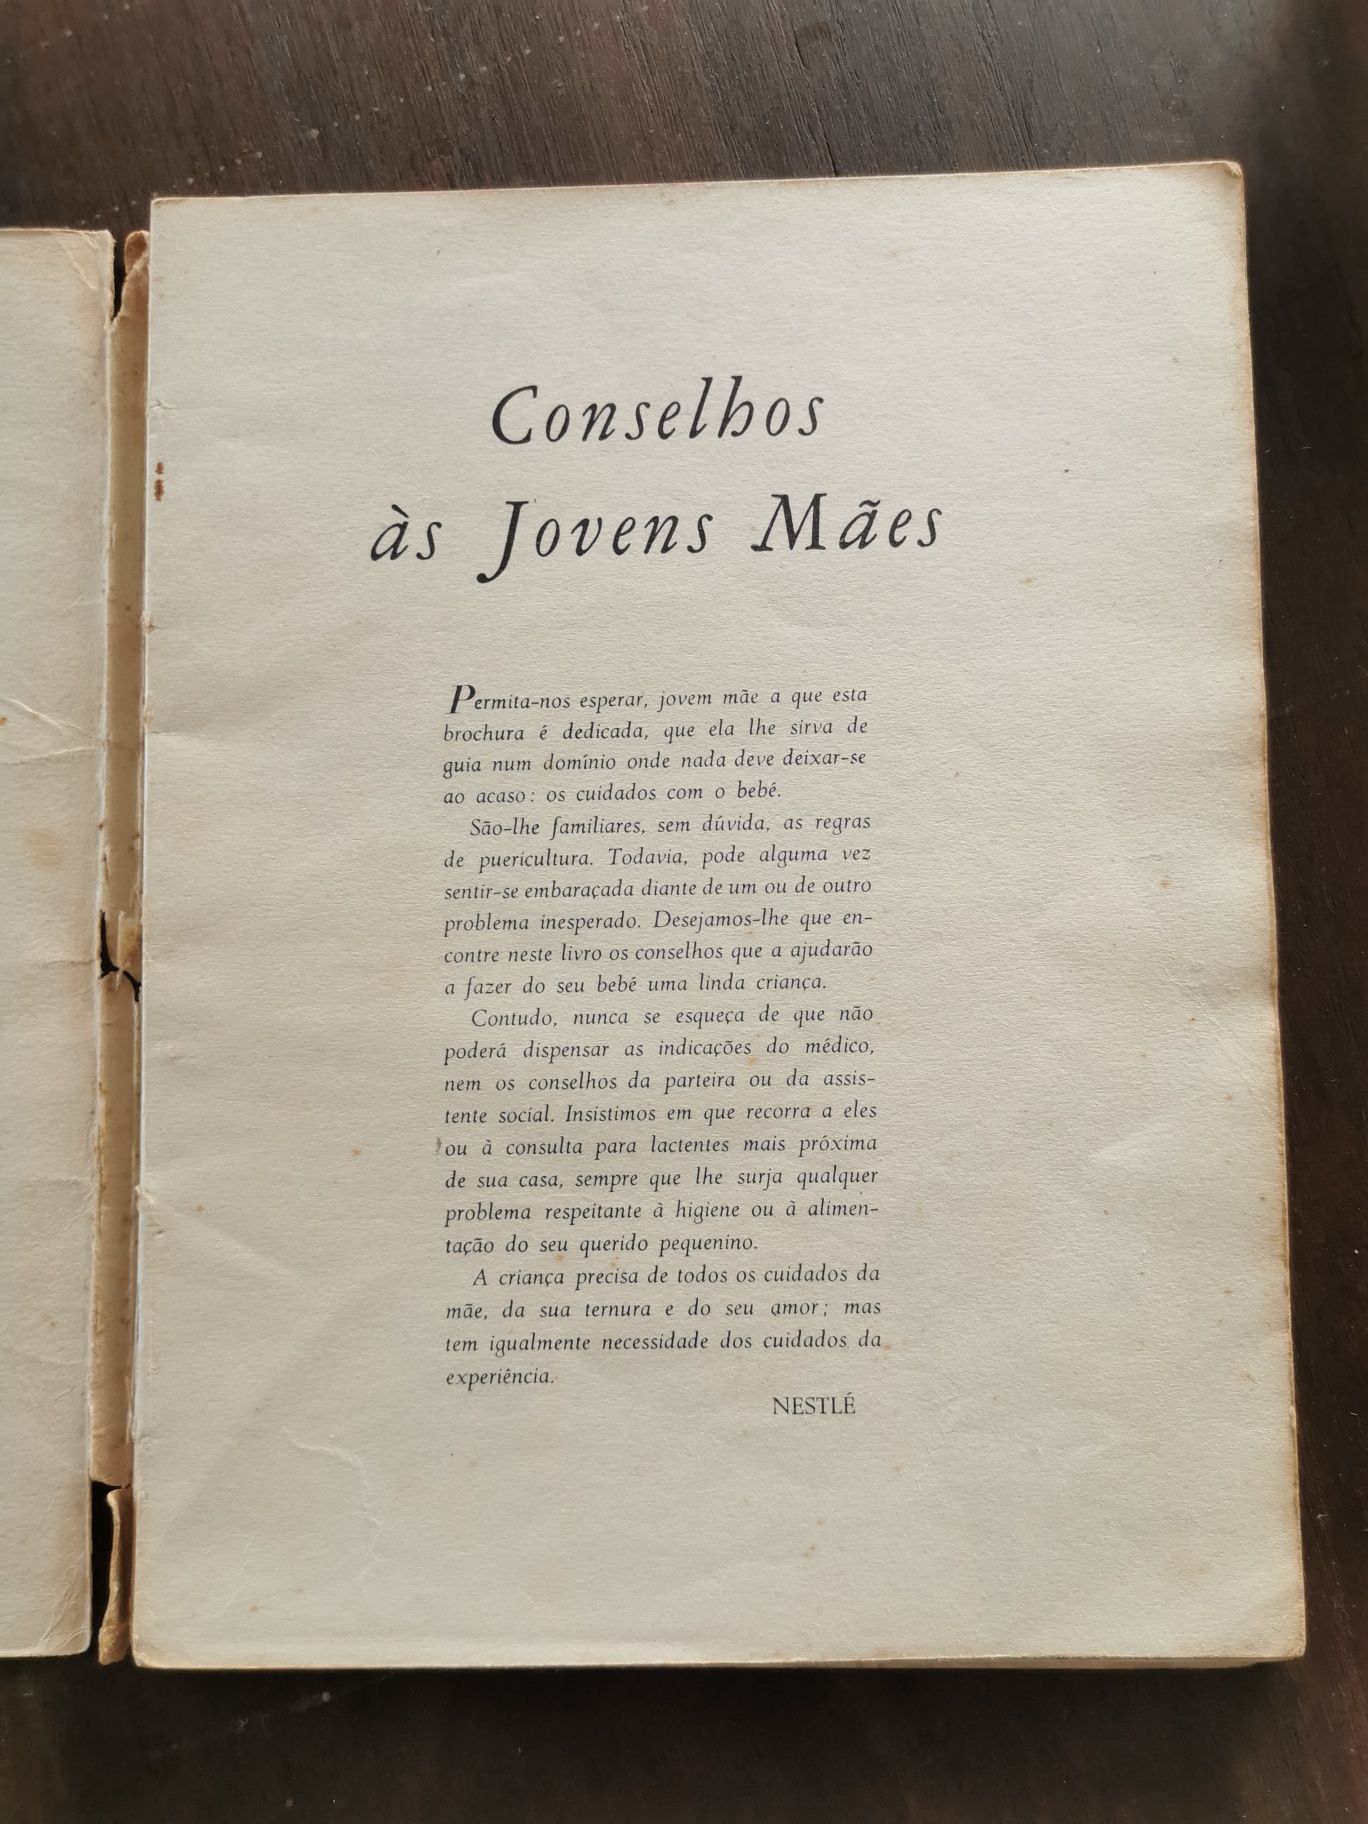 Conselhos
às Jovens Mães
Permita-nos esperar, jovem mãe a que esta
brochura é dedicada, que ela lhe sirva de
guia num domínio onde nada deve deixar-se
ao acaso: os cuidados com o bebé.
São-lhe familiares, sem dúvida, as regras
de puericultura. Todavia, pode alguma vez
sentir-se embaraçada diante de um ou de outro
problema inesperado. Desejamos-lhe que en-
contre neste livro os conselhos que a ajudarão
a fazer do seu bebé uma linda criança.
Contudo, nunca se esqueça de que não
poderá dispensar as indicações do médico,
nem os conselhos da parteira ou da assis-
tente social. Insistimos em que recorra a eles
ou à consulta para lactentes mais próxima
de sua casa, sempre que lhe surja qualquer
problema respeitante à higiene ou à alimen-
tação do seu querido pequenino.
A criança precisa de todos os cuidados da
mãe, da sua ternura e do seu amor; mas
tem igualmente necessidade dos cuidados da
experiência.
NESTLÉ